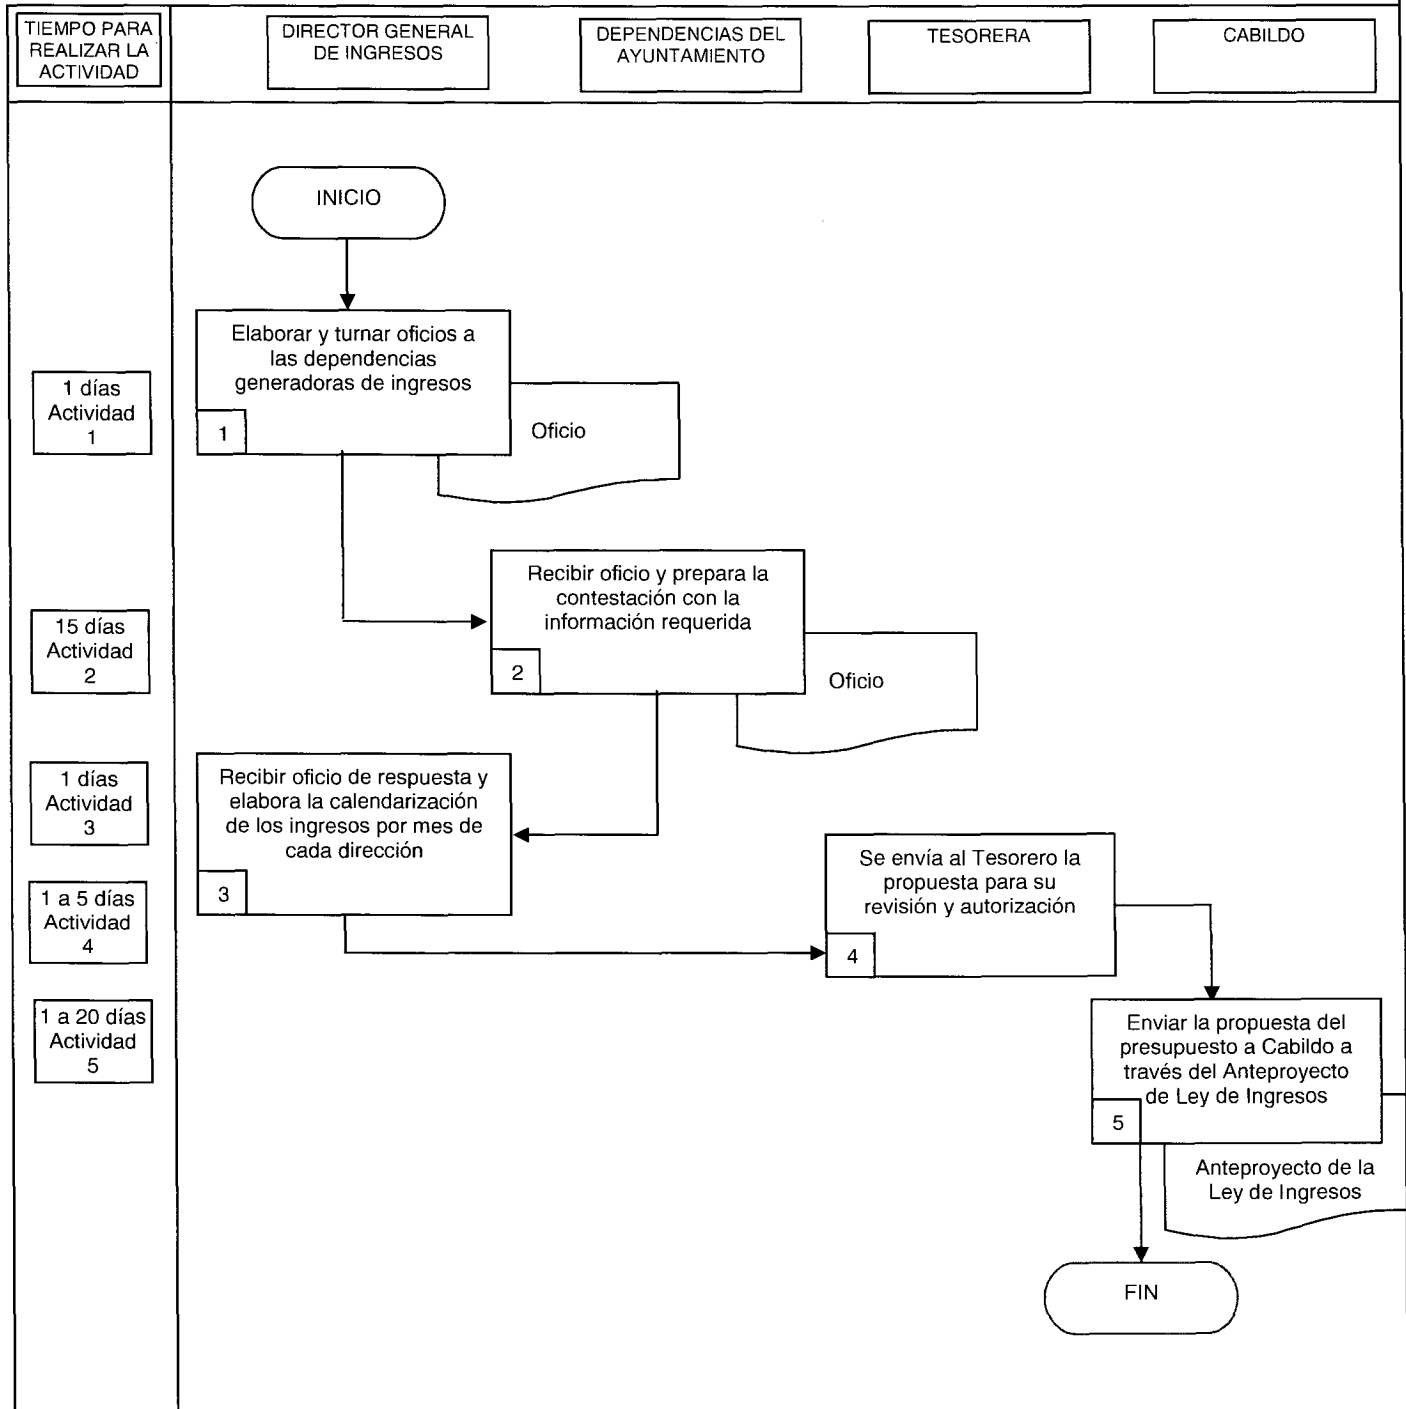 TIEMPO PARA
REALIZAR LA
ACTIVIDAD
DIRECTOR GENERAL
DE INGRESOS
DEPENDENCIAS DEL
AYUNTAMIENTO
TESORERA
CABILDO
INICIO
Elaborar y turnar oficios a
las dependencias
generadoras de ingresos
1
Oficio
1 días
Actividad
1
Recibir oficio y prepara la
contestación con la
información requerida
2
Oficio
15 días
Actividad
2
Recibir oficio de respuesta y
elabora la calendarización
de los ingresos por mes de
cada dirección
3
1 días
Actividad
3
Se envía al Tesorero la
propuesta para su
revisión y autorización
4
1 a 5 días
Actividad
4
1 a 20 días
Actividad
5
Enviar la propuesta del
presupuesto a Cabildo a
través del Anteproyecto
de Ley de Ingresos
5
Anteproyecto de la
Ley de Ingresos
FIN